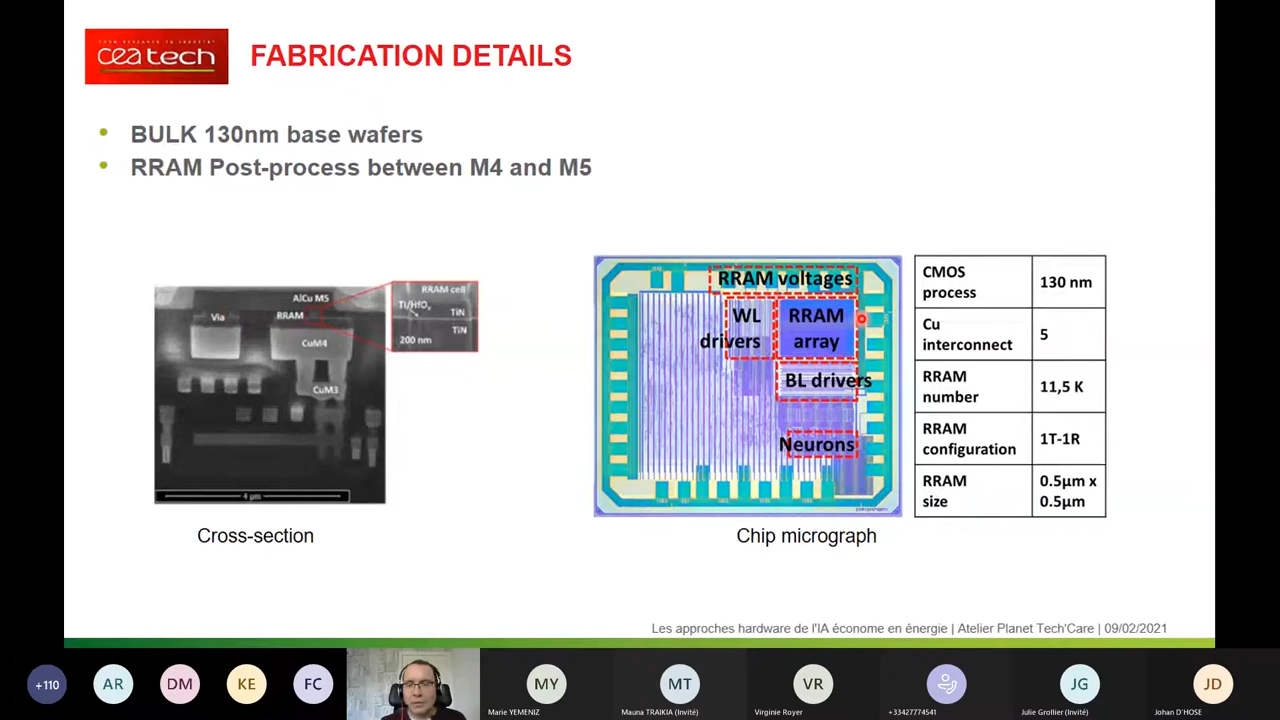 ceatech
FABRICATION DETAILS
• BULK 130nm base wafers
• RRAM Post-process between M4 and M5
AlCu M5
RRAM
Via
CuM4
CuM3
4 µm
RRAM cell
Ti/HfOx
TiN
TiN
200 nm
Cross-section
RRAM voltages
WL
drivers
RRAM
array
BL drivers
Neurons
Chip micrograph
CMOS
process
130 nm
Cu
interconnect
5
RRAM
number
11,5 K
RRAM
configuration
1T-1R
RRAM
size
0.5µm x
0.5µm
Les approches hardware de l'IA économe en énergie | Atelier Planet Tech'Care | 09/02/2021
+110
AR
DM
KE
FC
MY
Marie YEMENIZ
MT
Mauna TRAIKIA (Invité)
VR
Virginie Royer
+33427774541
JG
Julie Grollier (Invité)
JD
Johan D'HOSE